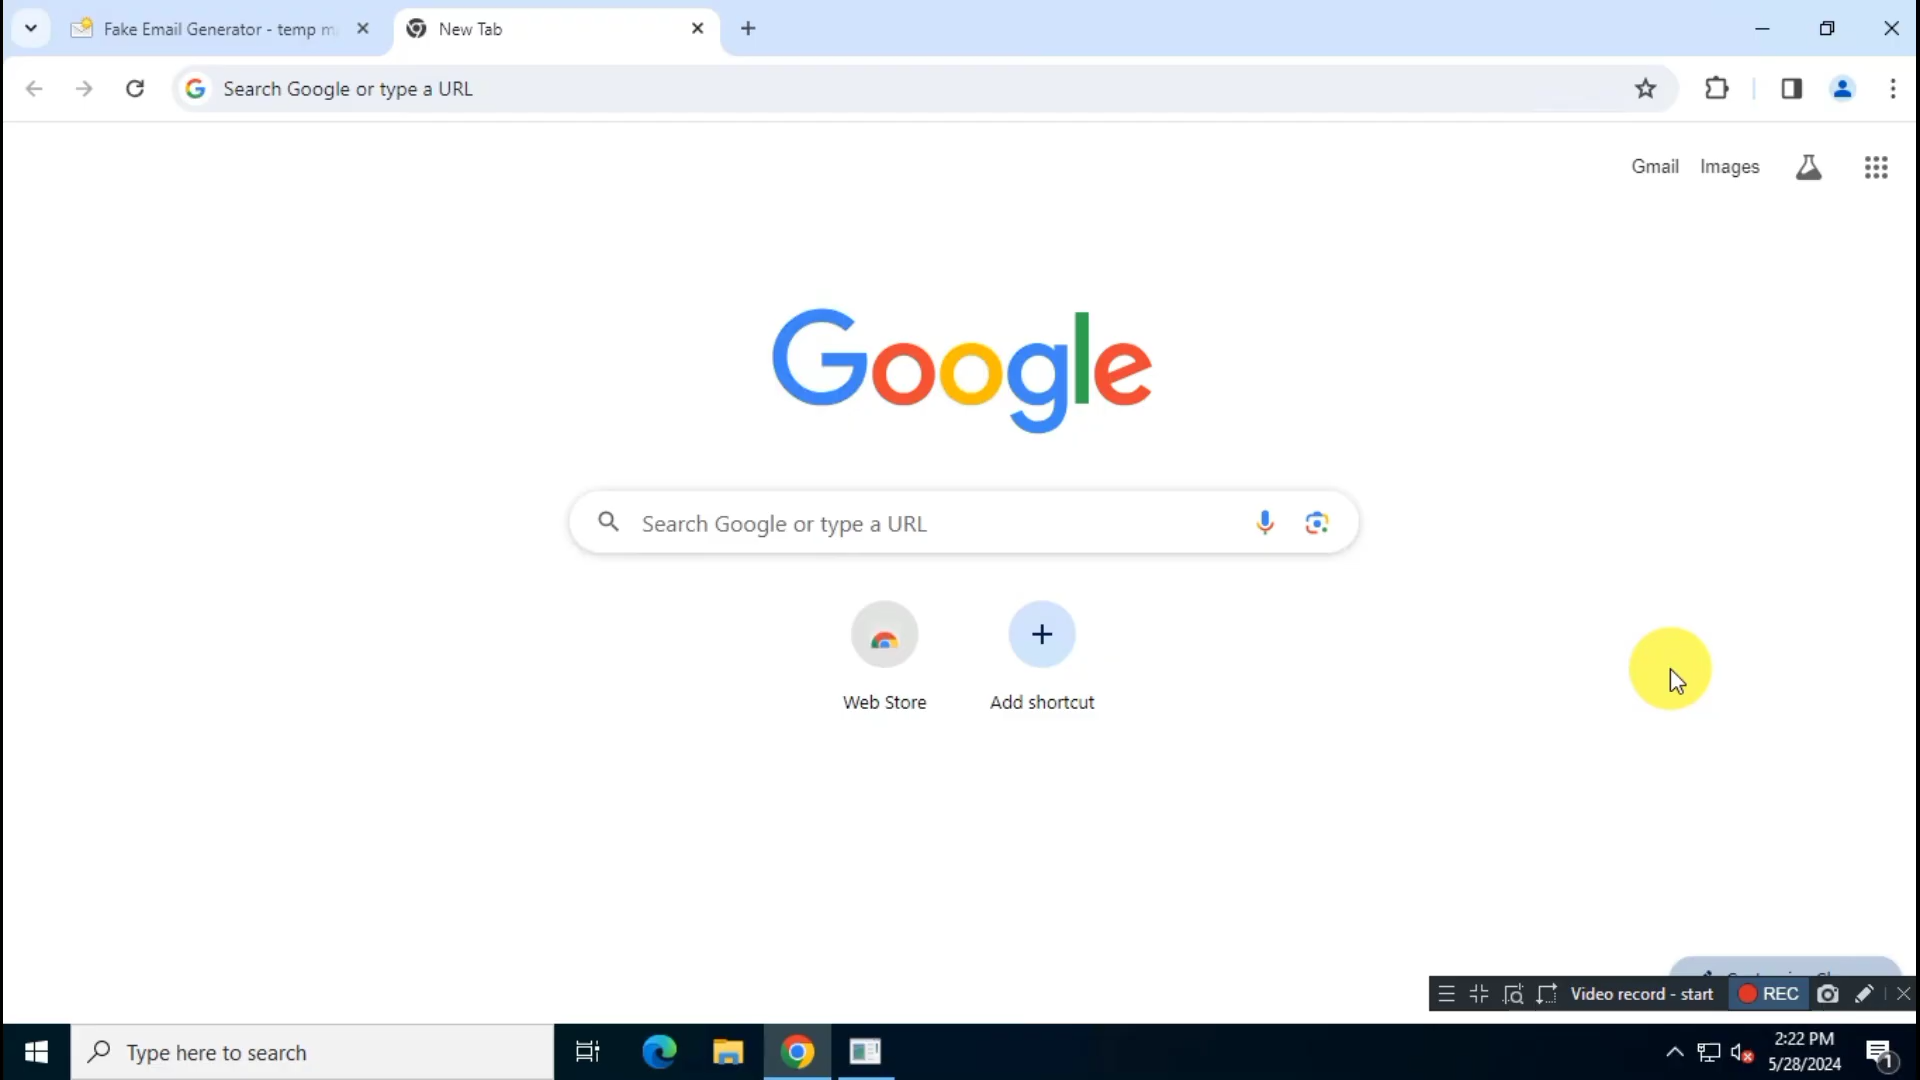 Fake Email Generator - temp m
New Tab
Search Google or type a URL
Gmail
Images
Google
Search Google or type a URL
Web Store
Add shortcut
Video record - start
REC
Type here to search
2:22 PM
5/28/2024
1